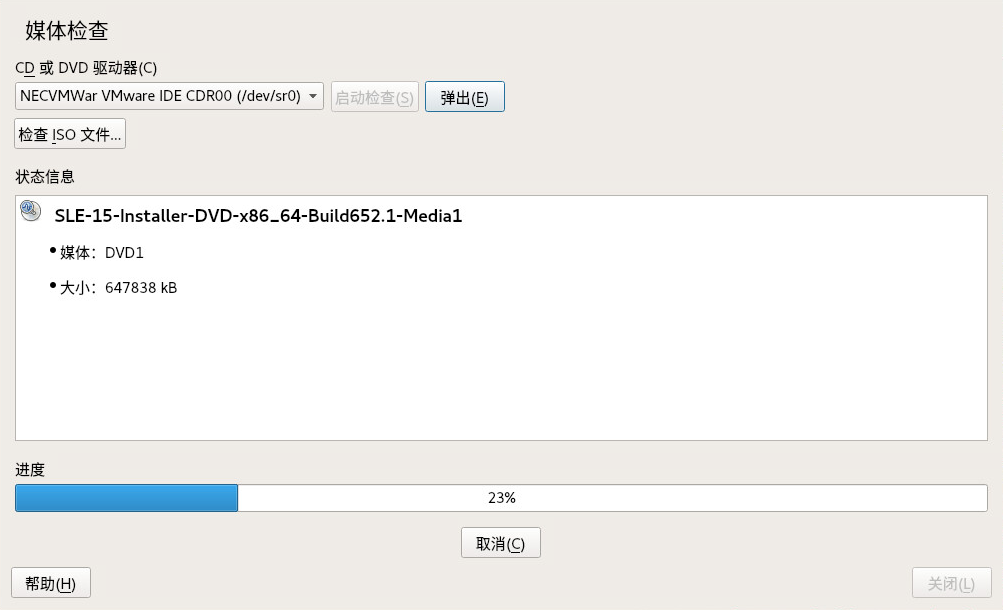 媒体检查
CD 或 DVD 驱动器(C)
NECVMWar VMware IDE CDR00 (/dev/sr0) 启动检查(S) 弹出(E)
检查 ISO 文件...
状态信息
SLE-15-Installer-DVD-x86_64-Build652.1-Media1
• 媒体：DVD1
• 大小：647838 kB
进度
23%
取消(C)
帮助(H) 关闭(L)